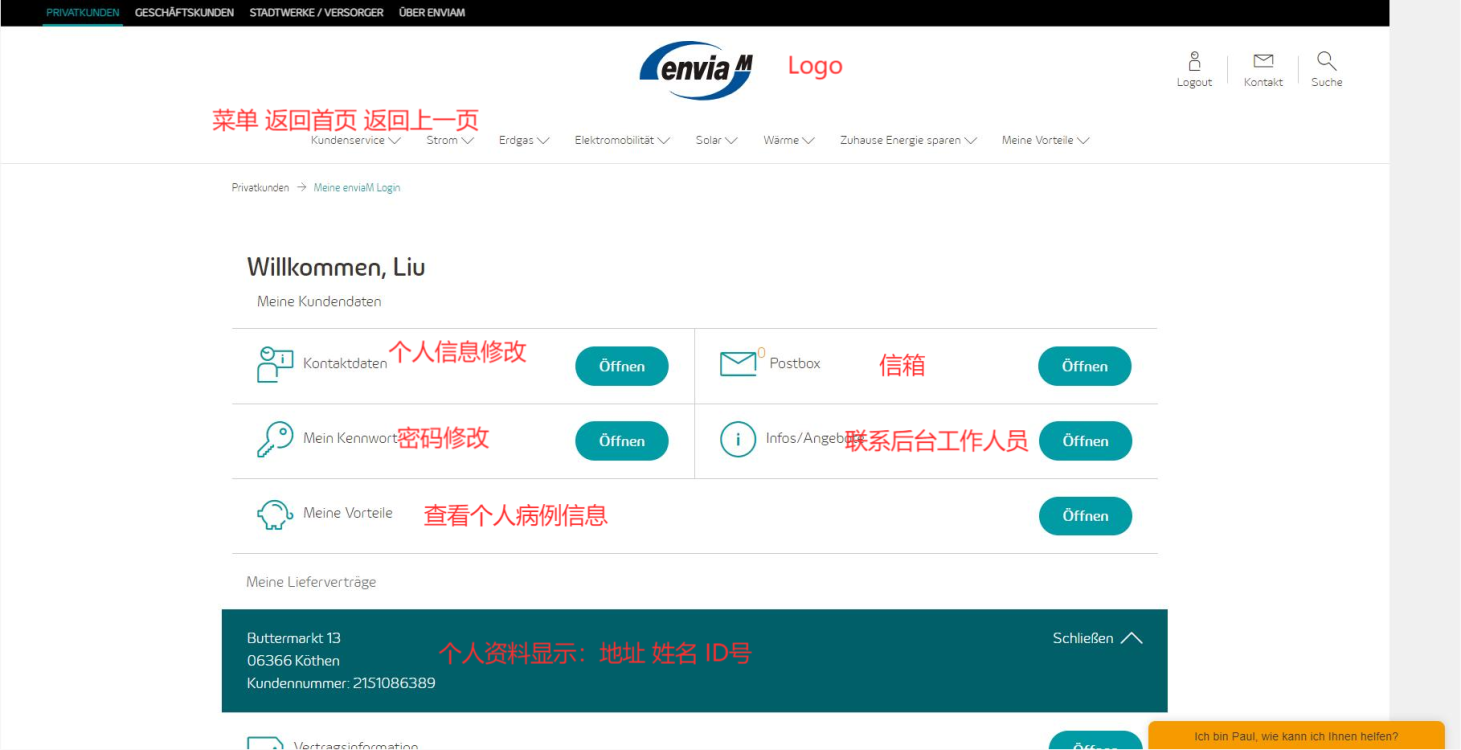 PRIVATKUNDEN GESCHÄFTSKUNDEN STADTWERKE / VERSORGER ÜBER ENVIAM
envia M Logo
Logout Kontakt Suche
菜单 返回首页 返回上一页
Kundenservice Strom Erdgas Elektromobilität Solar Wärme Zuhause Energie sparen Meine Vorteile
Privatkunden → Meine enviaM Login
Willkommen, Liu
Meine Kundendaten
Kontaktdaten 个人信息修改 Öffnen
0 Postbox 信箱 Öffnen
Mein Kennwort 密码修改 Öffnen
Infos/Angebote 联系后台工作人员 Öffnen
Meine Vorteile 查看个人病例信息 Öffnen
Meine Lieferverträge
Buttermarkt 13 Schließen
06366 Köthen 个人资料显示：地址 姓名 ID号
Kundennummer: 2151086389
Vertragsinformation Öffnen
Ich bin Paul, wie kann ich Ihnen helfen?